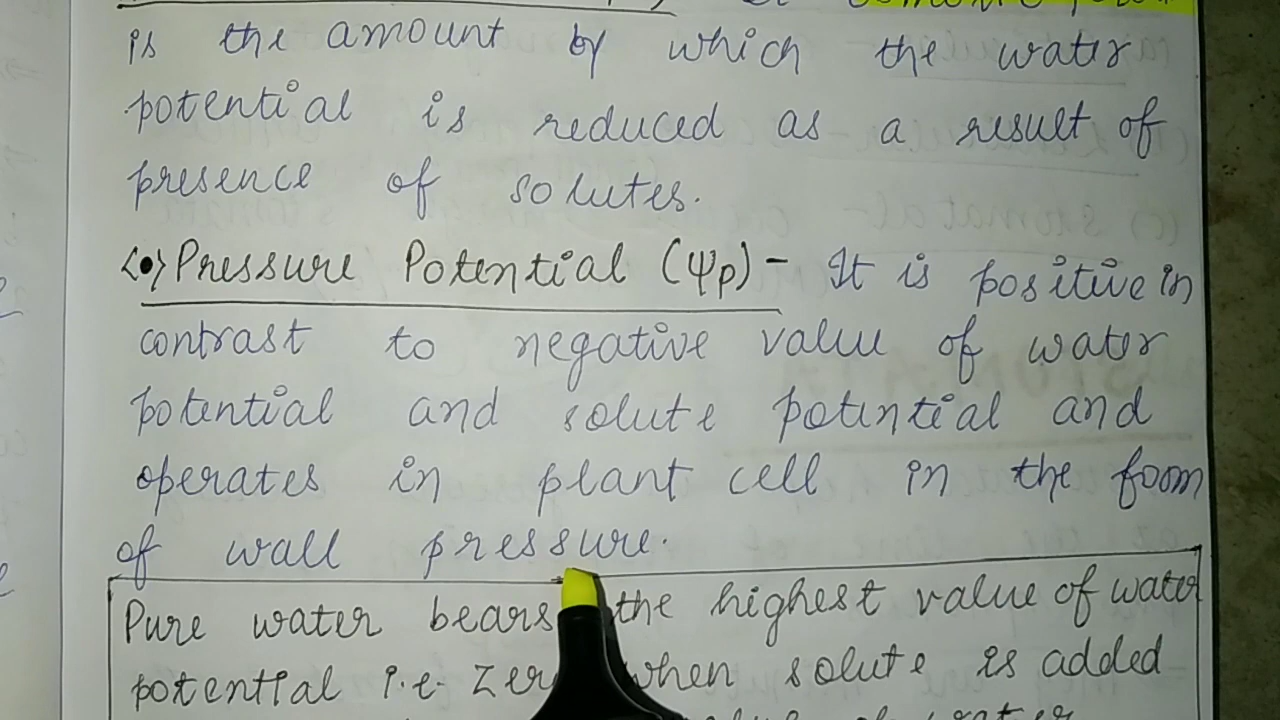 is the amount by which the water
potential is reduced as a result of
presence of solutes.
<•> Pressure Potential (Ψp) - It is positive in
contrast to negative value of water
potential and solute potential and
operates in plant cell in the form
of wall pressure.
Pure water bears the highest value of water
potential i.e. zero when solute is added